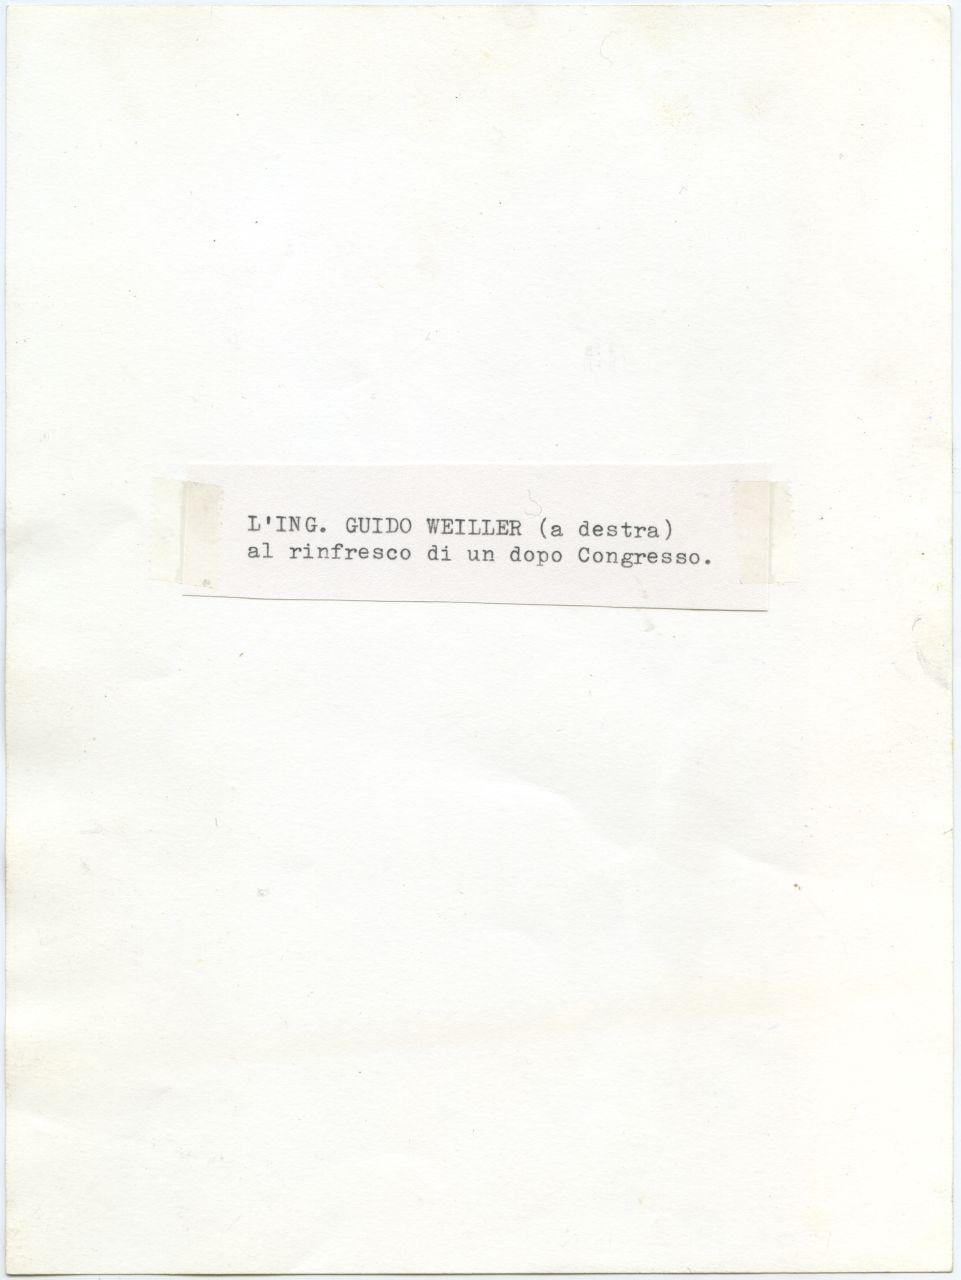 L'ING. GUIDO WEILLER (a destra)
al rinfresco di un dopo Congresso.